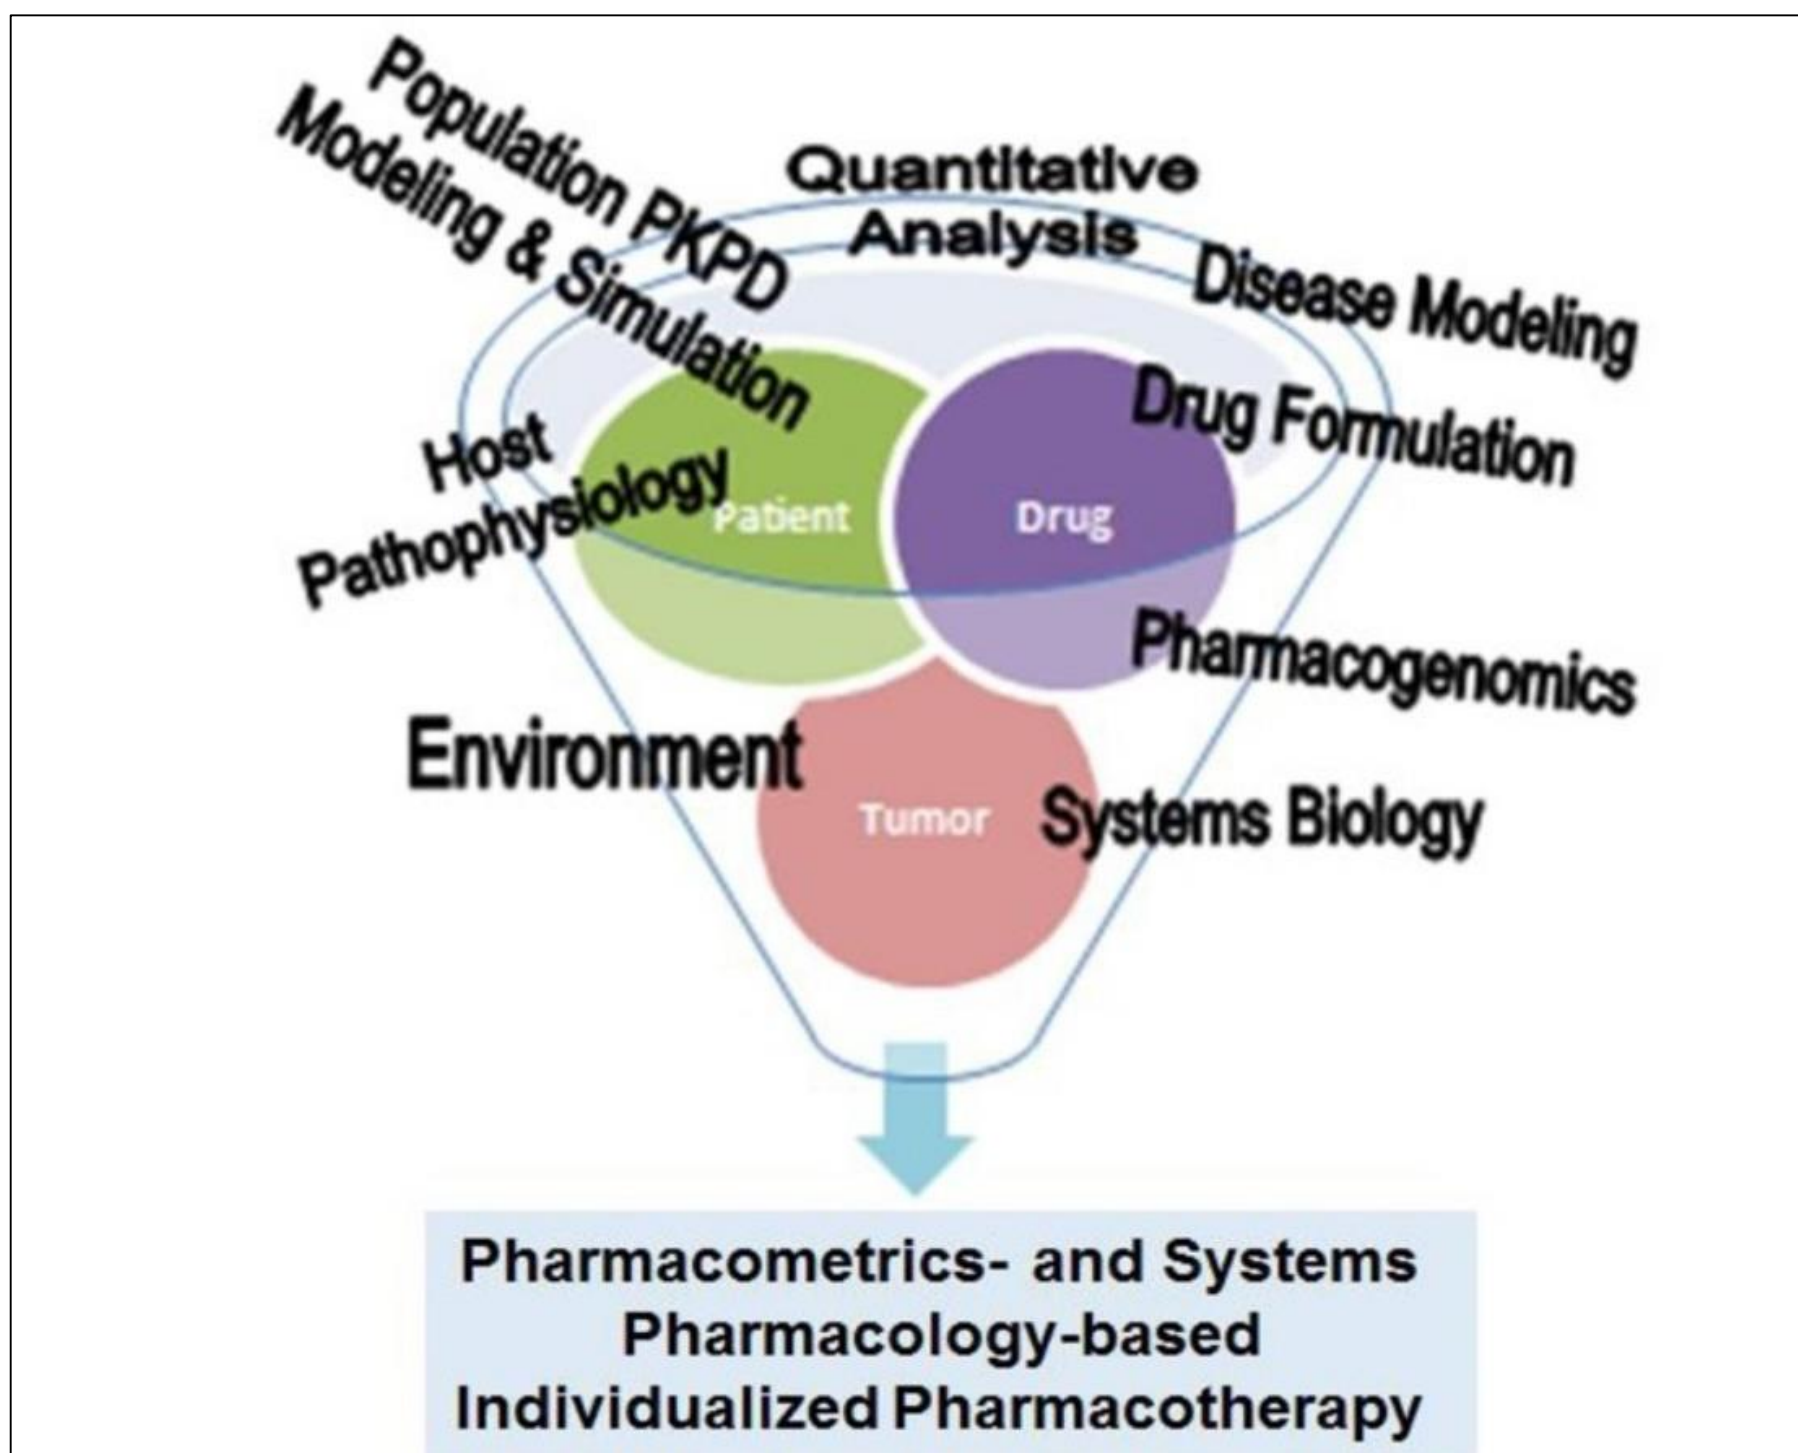 Population PKPD
Modeling & Simulation
Quantitative
Analysis
Disease Modeling
Drug Formulation
Host
Pathophysiology
Patient
Drug
Pharmacogenomics
Environment
Tumor
Systems Biology
Pharmacometrics- and Systems
Pharmacology-based
Individualized Pharmacotherapy